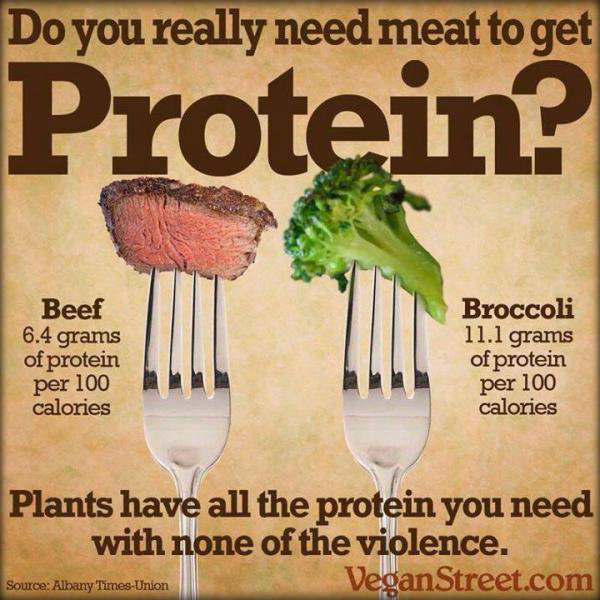 Do you really need meat to get
Protein?
Beef
6.4 grams
of protein
per 100
calories
Broccoli
11.1 grams
of protein
per 100
calories
Plants have all the protein you need
with none of the violence.
Source: Albany Times-Union
VeganStreet.com